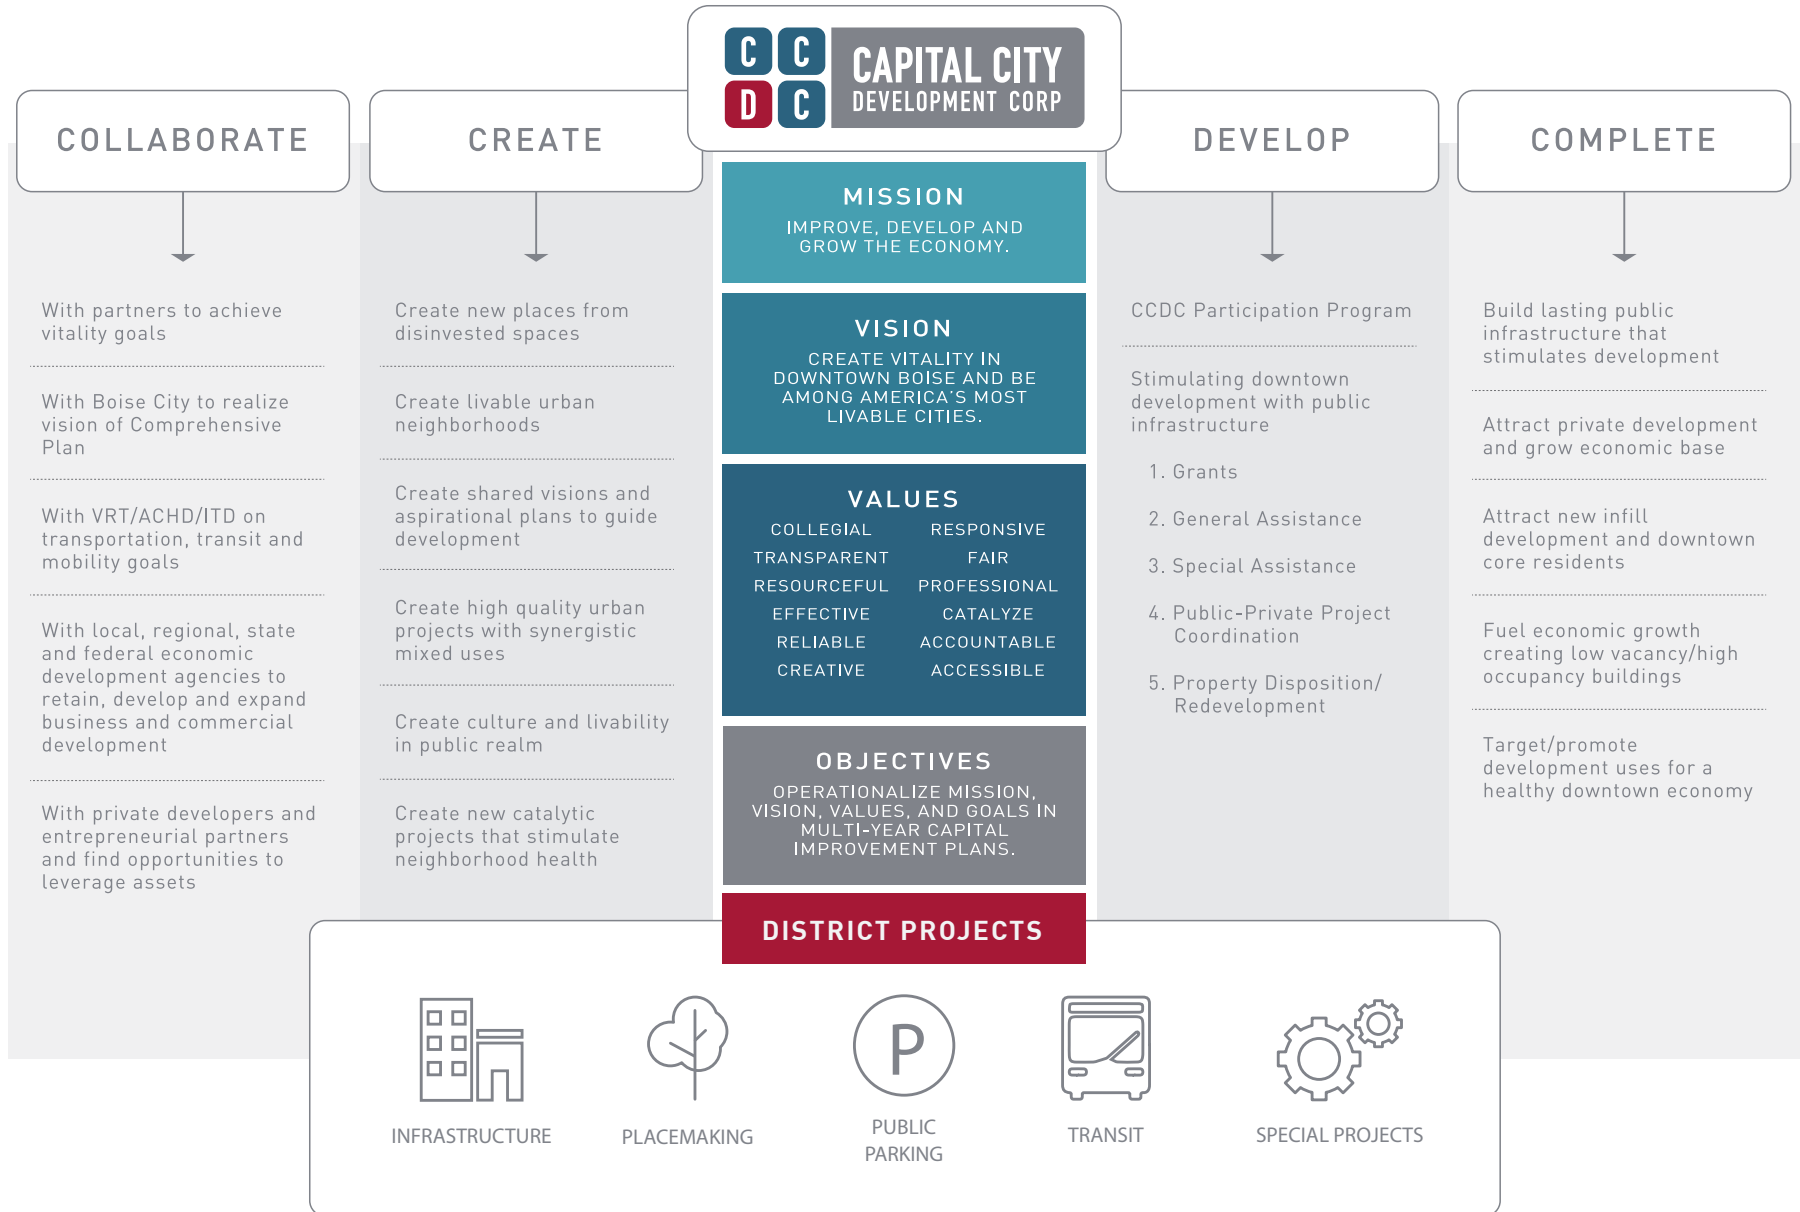 C C
D C
CAPITAL CITY
DEVELOPMENT CORP
COLLABORATE
With partners to achieve
vitality goals
With Boise City to realize
vision of Comprehensive
Plan
With VRT/ACHD/ITD on
transportation, transit and
mobility goals
With local, regional, state
and federal economic
development agencies to
retain, develop and expand
business and commercial
development
With private developers and
entrepreneurial partners
and find opportunities to
leverage assets
CREATE
Create new places from
disinvested spaces
Create livable urban
neighborhoods
Create shared visions and
aspirational plans to guide
development
Create high quality urban
projects with synergistic
mixed uses
Create culture and livability
in public realm
Create new catalytic
projects that stimulate
neighborhood health
MISSION
IMPROVE, DEVELOP AND
GROW THE ECONOMY.
VISION
CREATE VITALITY IN
DOWNTOWN BOISE AND BE
AMONG AMERICA'S MOST
LIVABLE CITIES.
VALUES
COLLEGIAL RESPONSIVE
TRANSPARENT FAIR
RESOURCEFUL PROFESSIONAL
EFFECTIVE CATALYZE
RELIABLE ACCOUNTABLE
CREATIVE ACCESSIBLE
OBJECTIVES
OPERATIONALIZE MISSION,
VISION, VALUES, AND GOALS IN
MULTI-YEAR CAPITAL
IMPROVEMENT PLANS.
DEVELOP
CCDC Participation Program
Stimulating downtown
development with public
infrastructure
1. Grants
2. General Assistance
3. Special Assistance
4. Public-Private Project
Coordination
5. Property Disposition/
Redevelopment
COMPLETE
Build lasting public
infrastructure that
stimulates development
Attract private development
and grow economic base
Attract new infill
development and downtown
core residents
Fuel economic growth
creating low vacancy/high
occupancy buildings
Target/promote
development uses for a
healthy downtown economy
DISTRICT PROJECTS
INFRASTRUCTURE
PLACEMAKING
P
PUBLIC
PARKING
TRANSIT
SPECIAL PROJECTS